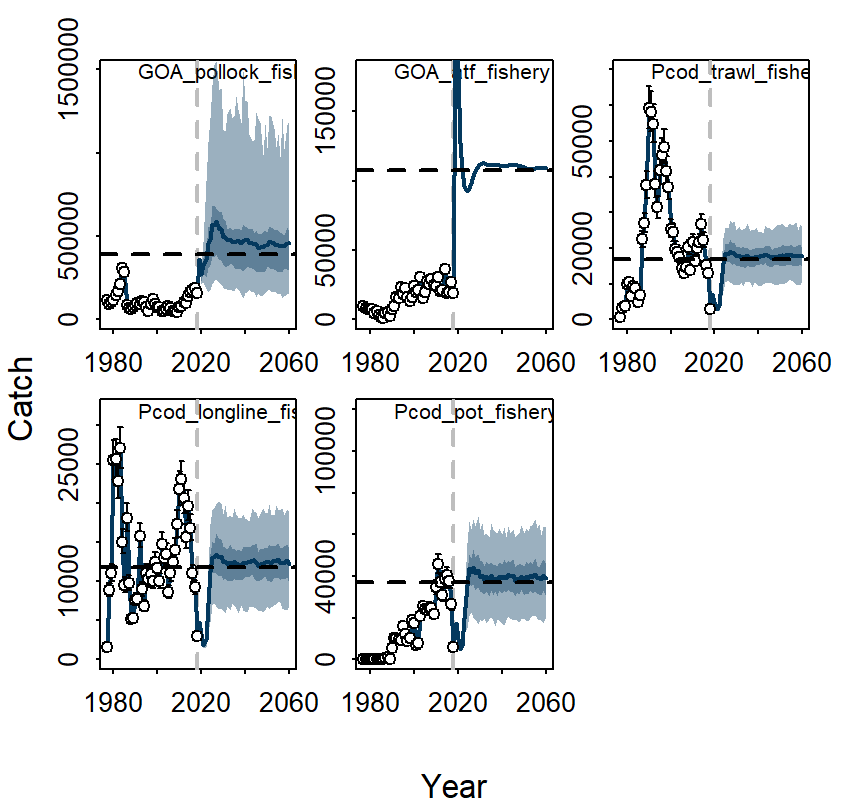 GOA_pollock_fis
GOA_atf_fishery
Pcod_trawl_fishe
0 500000 1500000
0 50000 150000
0 20000 50000
1980 2020 2060
1980 2020 2060
1980 2020 2060
Pcod_longline_fis
Pcod_pot_fishery
0 10000 25000
0 40000 100000
1980 2020 2060
1980 2020 2060
Catch
Year